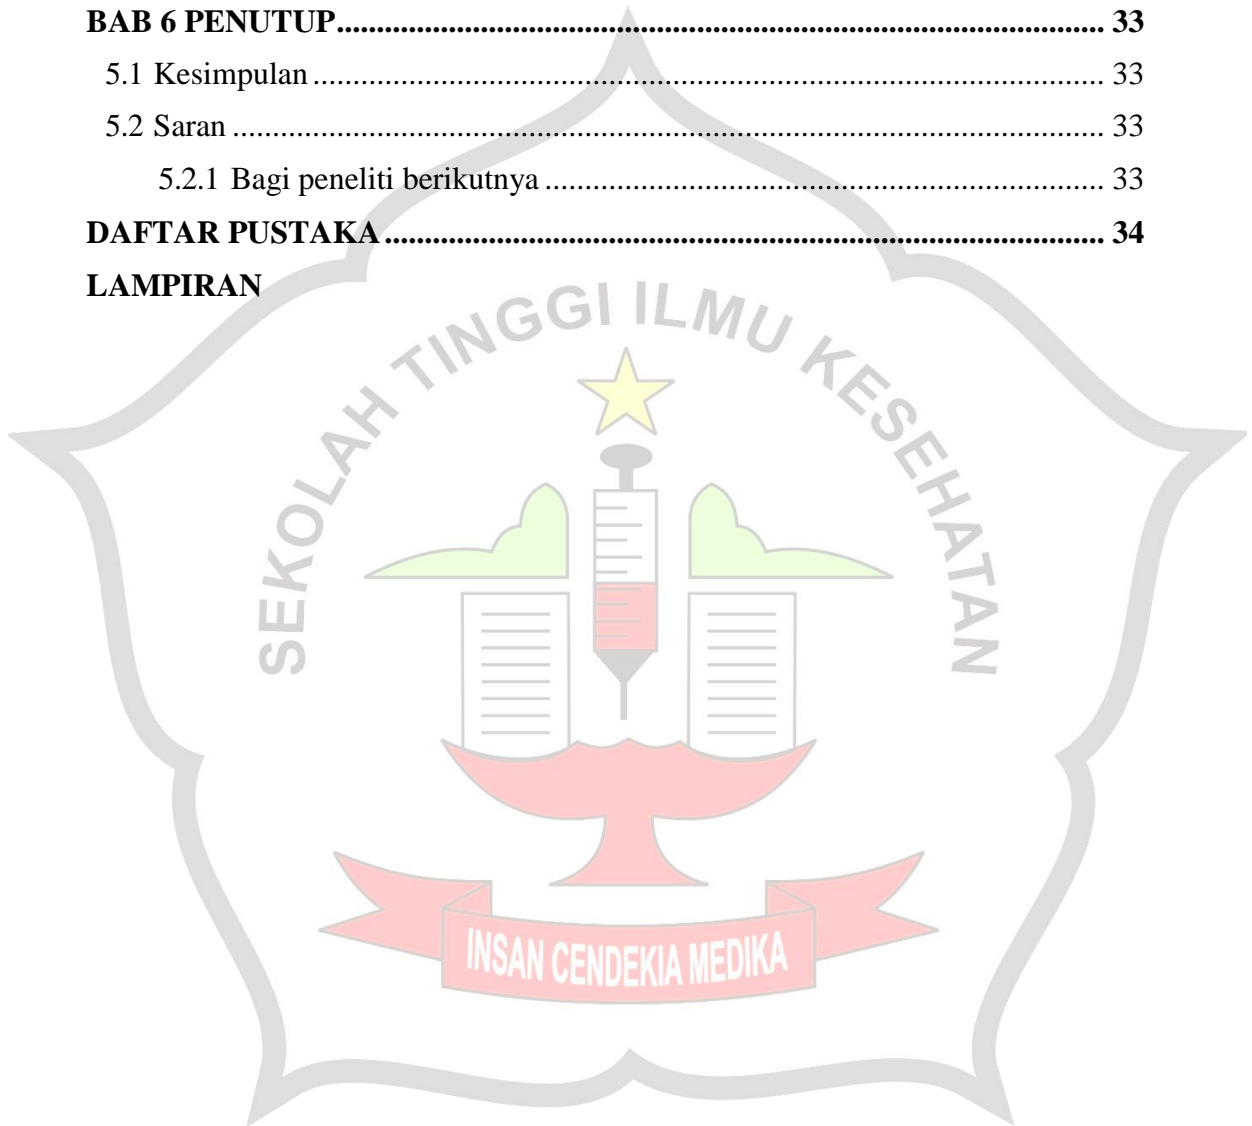 BAB 6 PENUTUP.................................................................................................. 33
5.1 Kesimpulan..................................................................................................... 33
5.2 Saran............................................................................................................... 33
5.2.1 Bagi peneliti berikutnya....................................................................... 33
DAFTAR PUSTAKA............................................................................................ 34
LAMPIRAN
SEKOLAH TINGGI ILMU KESEHATAN
INSAN CENDEKIA MEDIKA